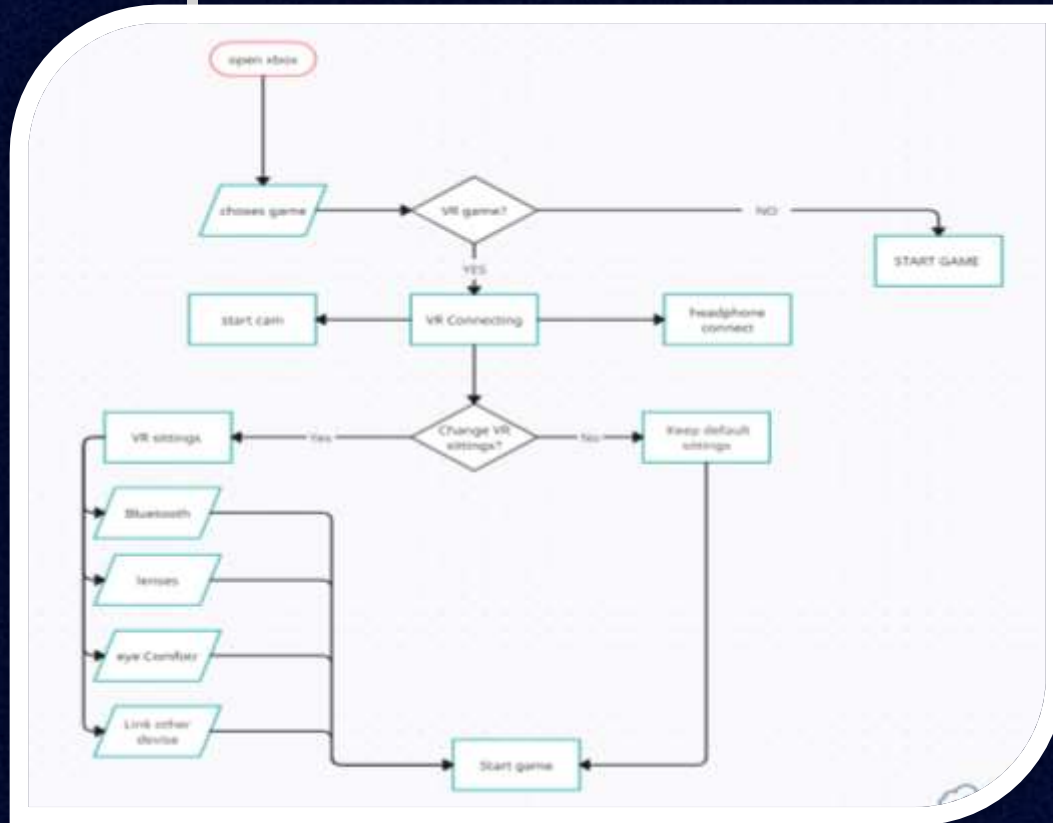 open xbox
choses game
VR game?
NO
START GAME
YES
start cam
VR Connecting
headphone
connect
VR sittings
Yes
Change VR
sittings?
No
Keep default
sittings
Bluetooth
lenses
eye Comfort
Link other
devise
Start game